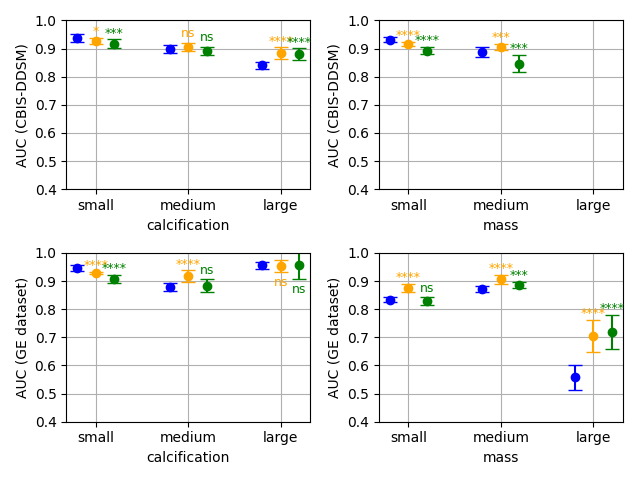 1.0
0.9
0.8
0.7
0.6
0.5
0.4
AUC (CBIS-DDSM)
* *** ns ns **** ****
small medium large
calcification
1.0
0.9
0.8
0.7
0.6
0.5
0.4
AUC (CBIS-DDSM)
**** **** *** ***
small medium large
mass
1.0
0.9
0.8
0.7
0.6
0.5
0.4
AUC (GE dataset)
**** **** **** ns ns ns
small medium large
calcification
1.0
0.9
0.8
0.7
0.6
0.5
0.4
AUC (GE dataset)
**** ns **** *** **** ****
small medium large
mass